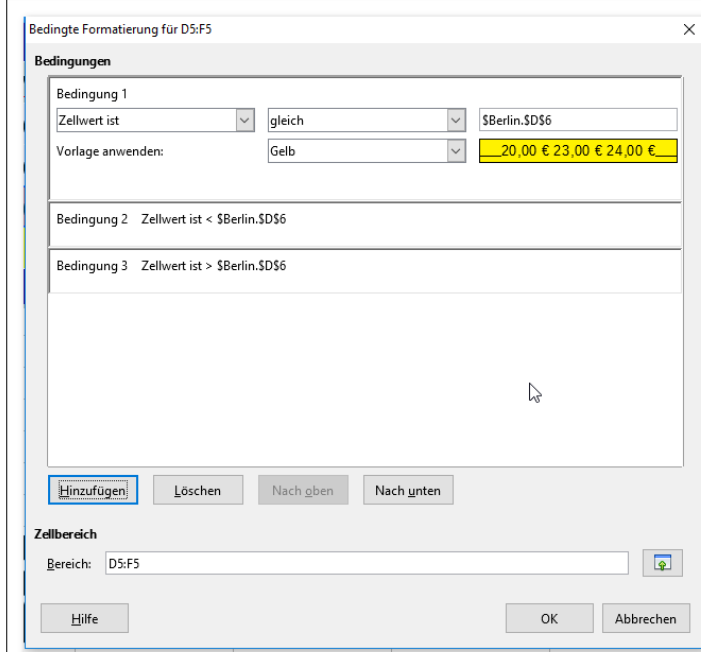 Bedingte Formatierung für D5:F5
Bedingungen
Bedingung 1
Zellwert ist gleich $Berlin.$D$6
Vorlage anwenden: Gelb 20,00 € 23,00 € 24,00 €
Bedingung 2 Zellwert ist < $Berlin.$D$6
Bedingung 3 Zellwert ist > $Berlin.$D$6
Hinzufügen Löschen Nach oben Nach unten
Zellbereich
Bereich: D5:F5
Hilfe OK Abbrechen